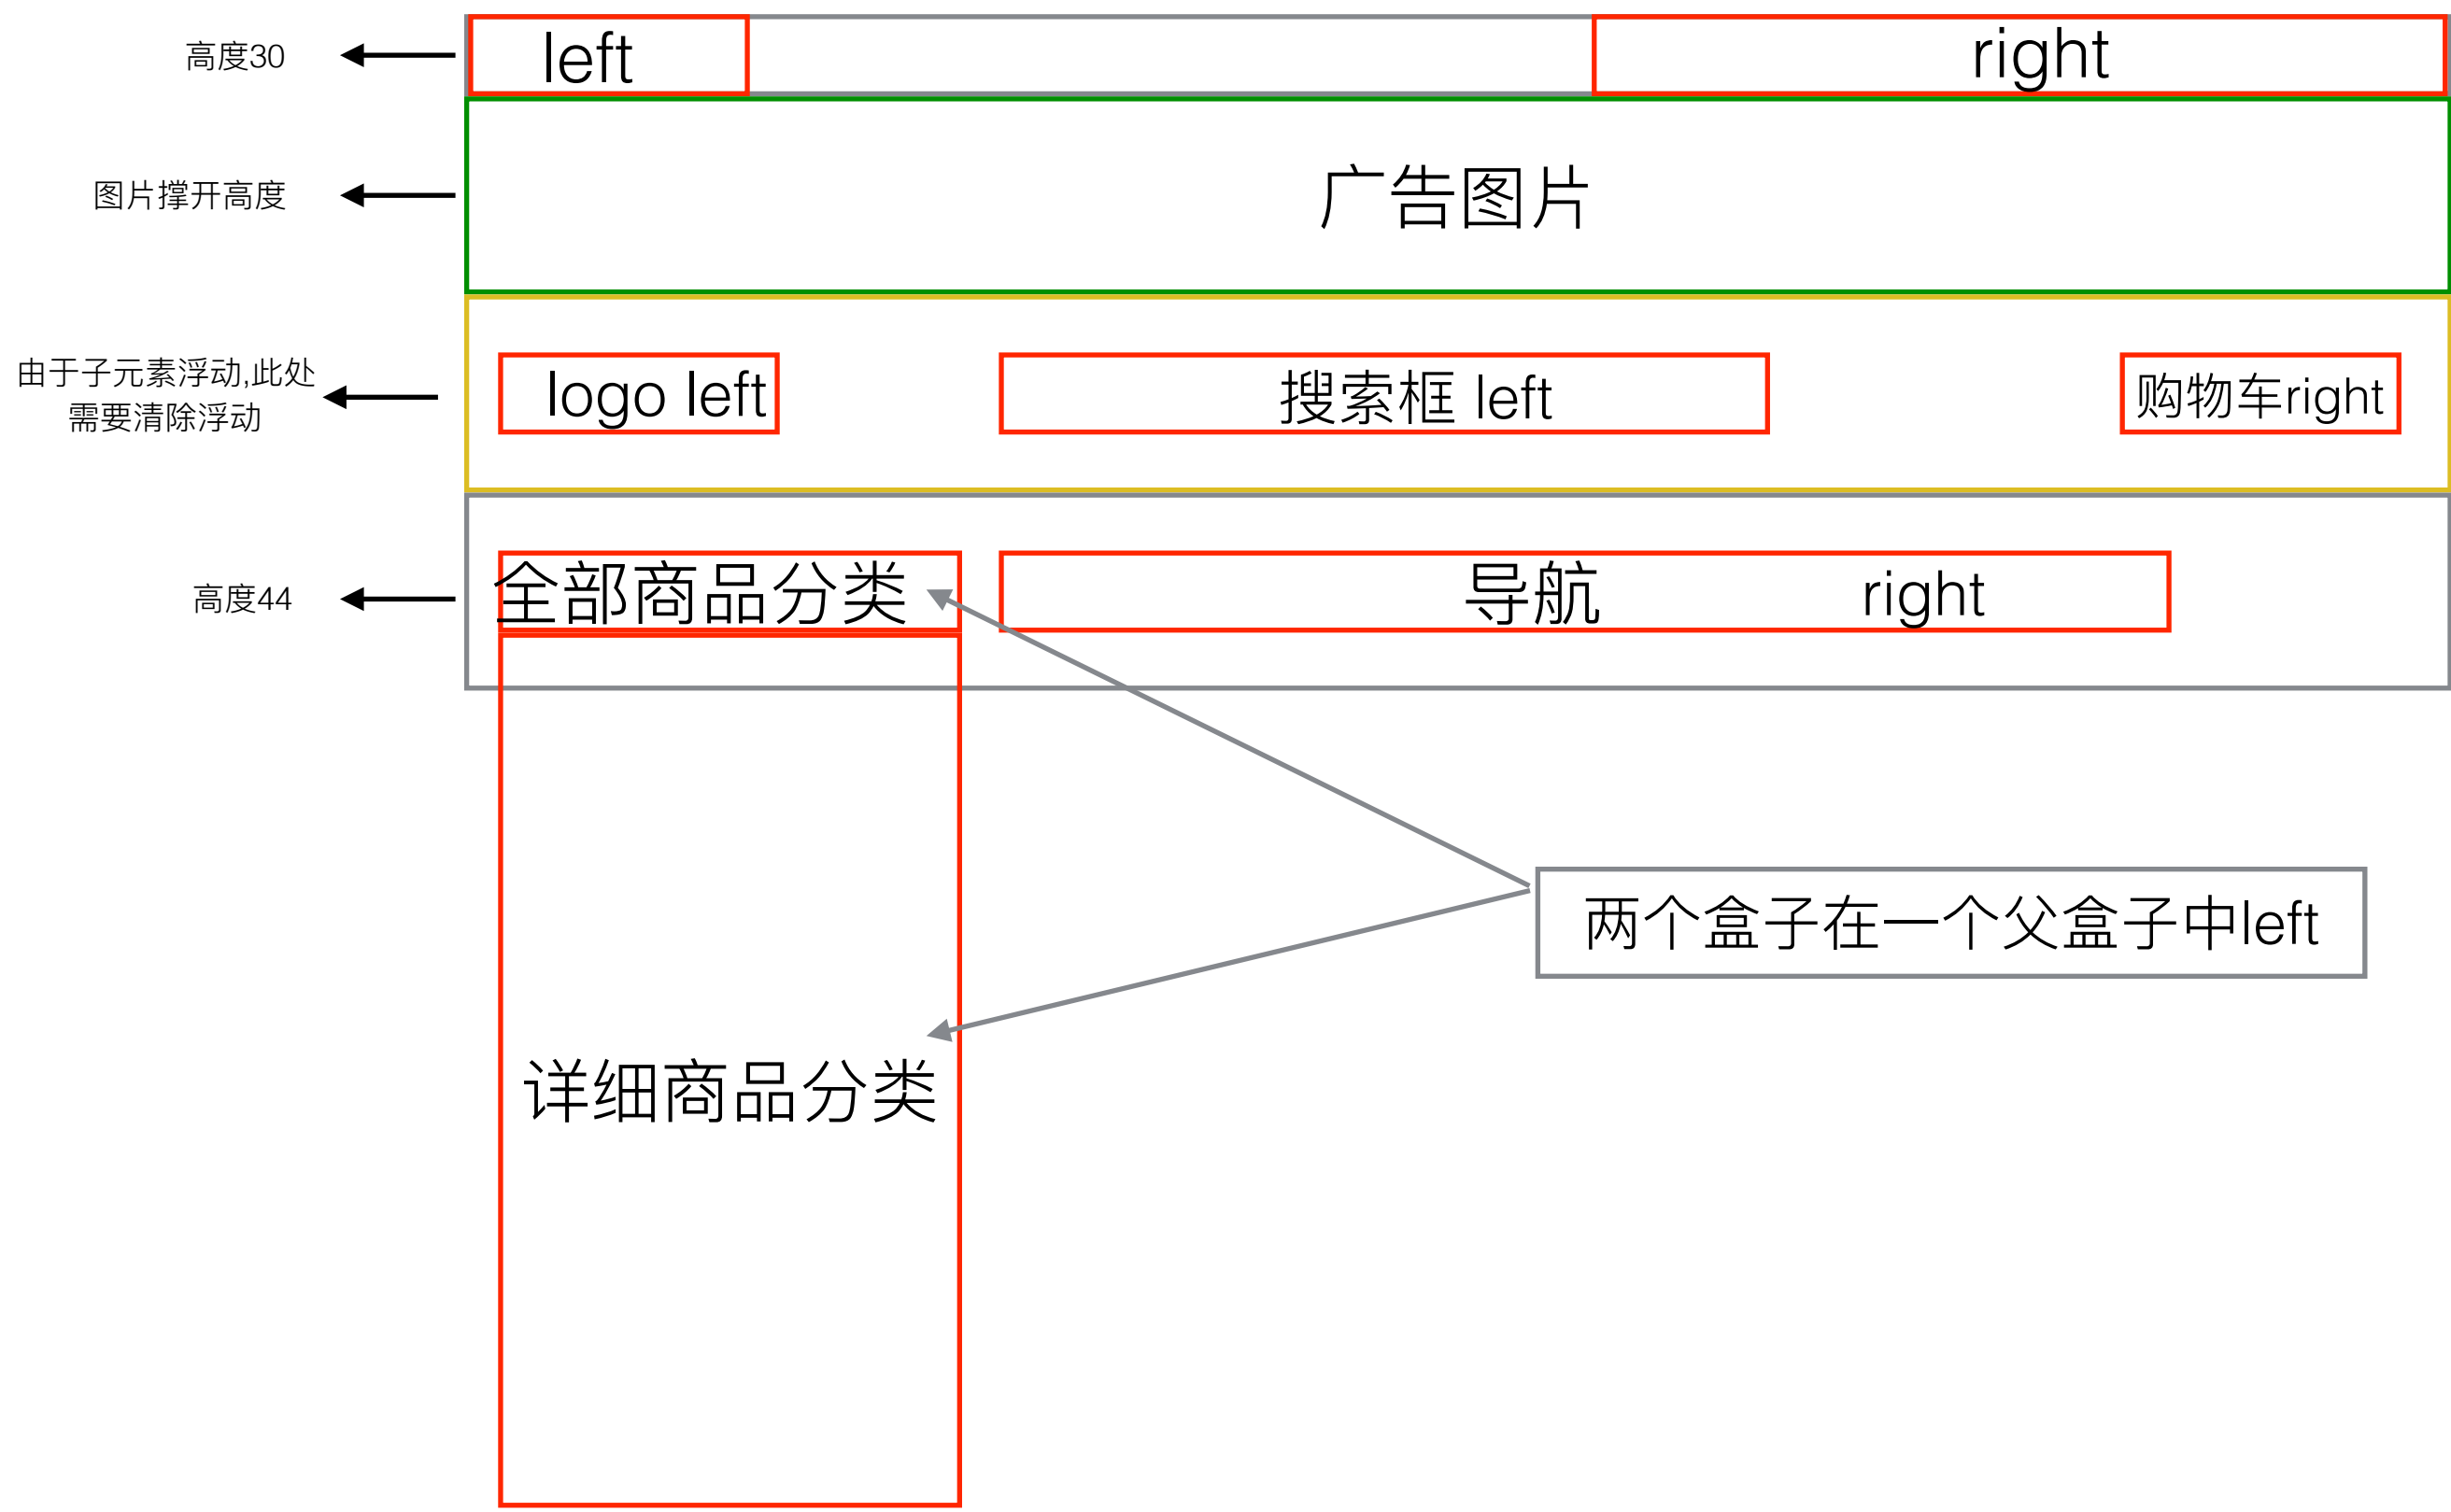 高度30
left
right
图片撑开高度
广告图片
由于子元素浮动,比处
需要清除浮动
logo left
搜索框 left
购物车right
高度44
全部商品分类
导航
right
两个盒子在一个父盒子中left
详细商品分类